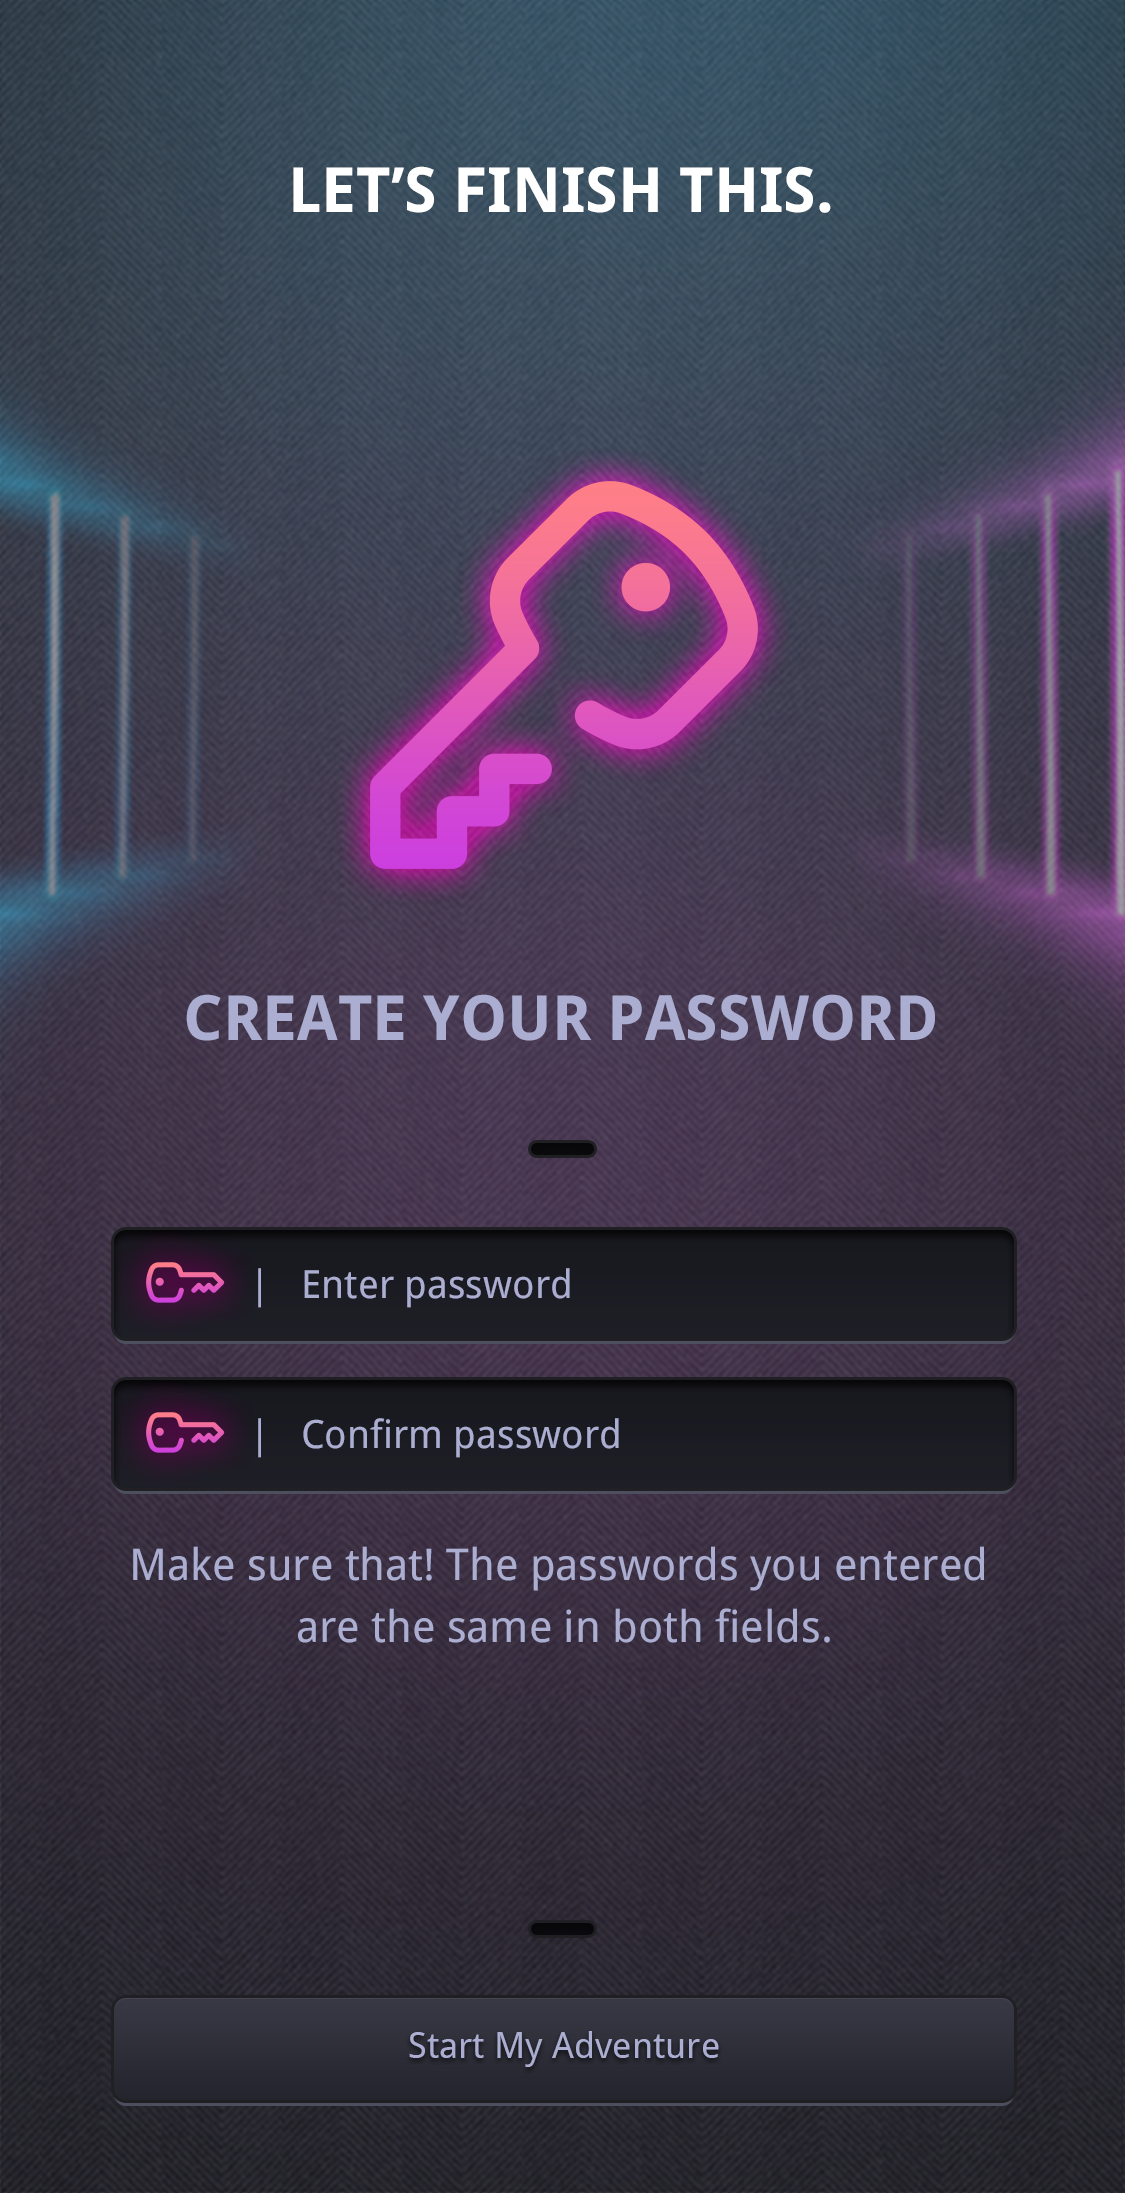 LET’S FINISH THIS.
CREATE YOUR PASSWORD
| Enter password
| Confirm password
Make sure that! The passwords you entered
are the same in both fields.
Start My Adventure